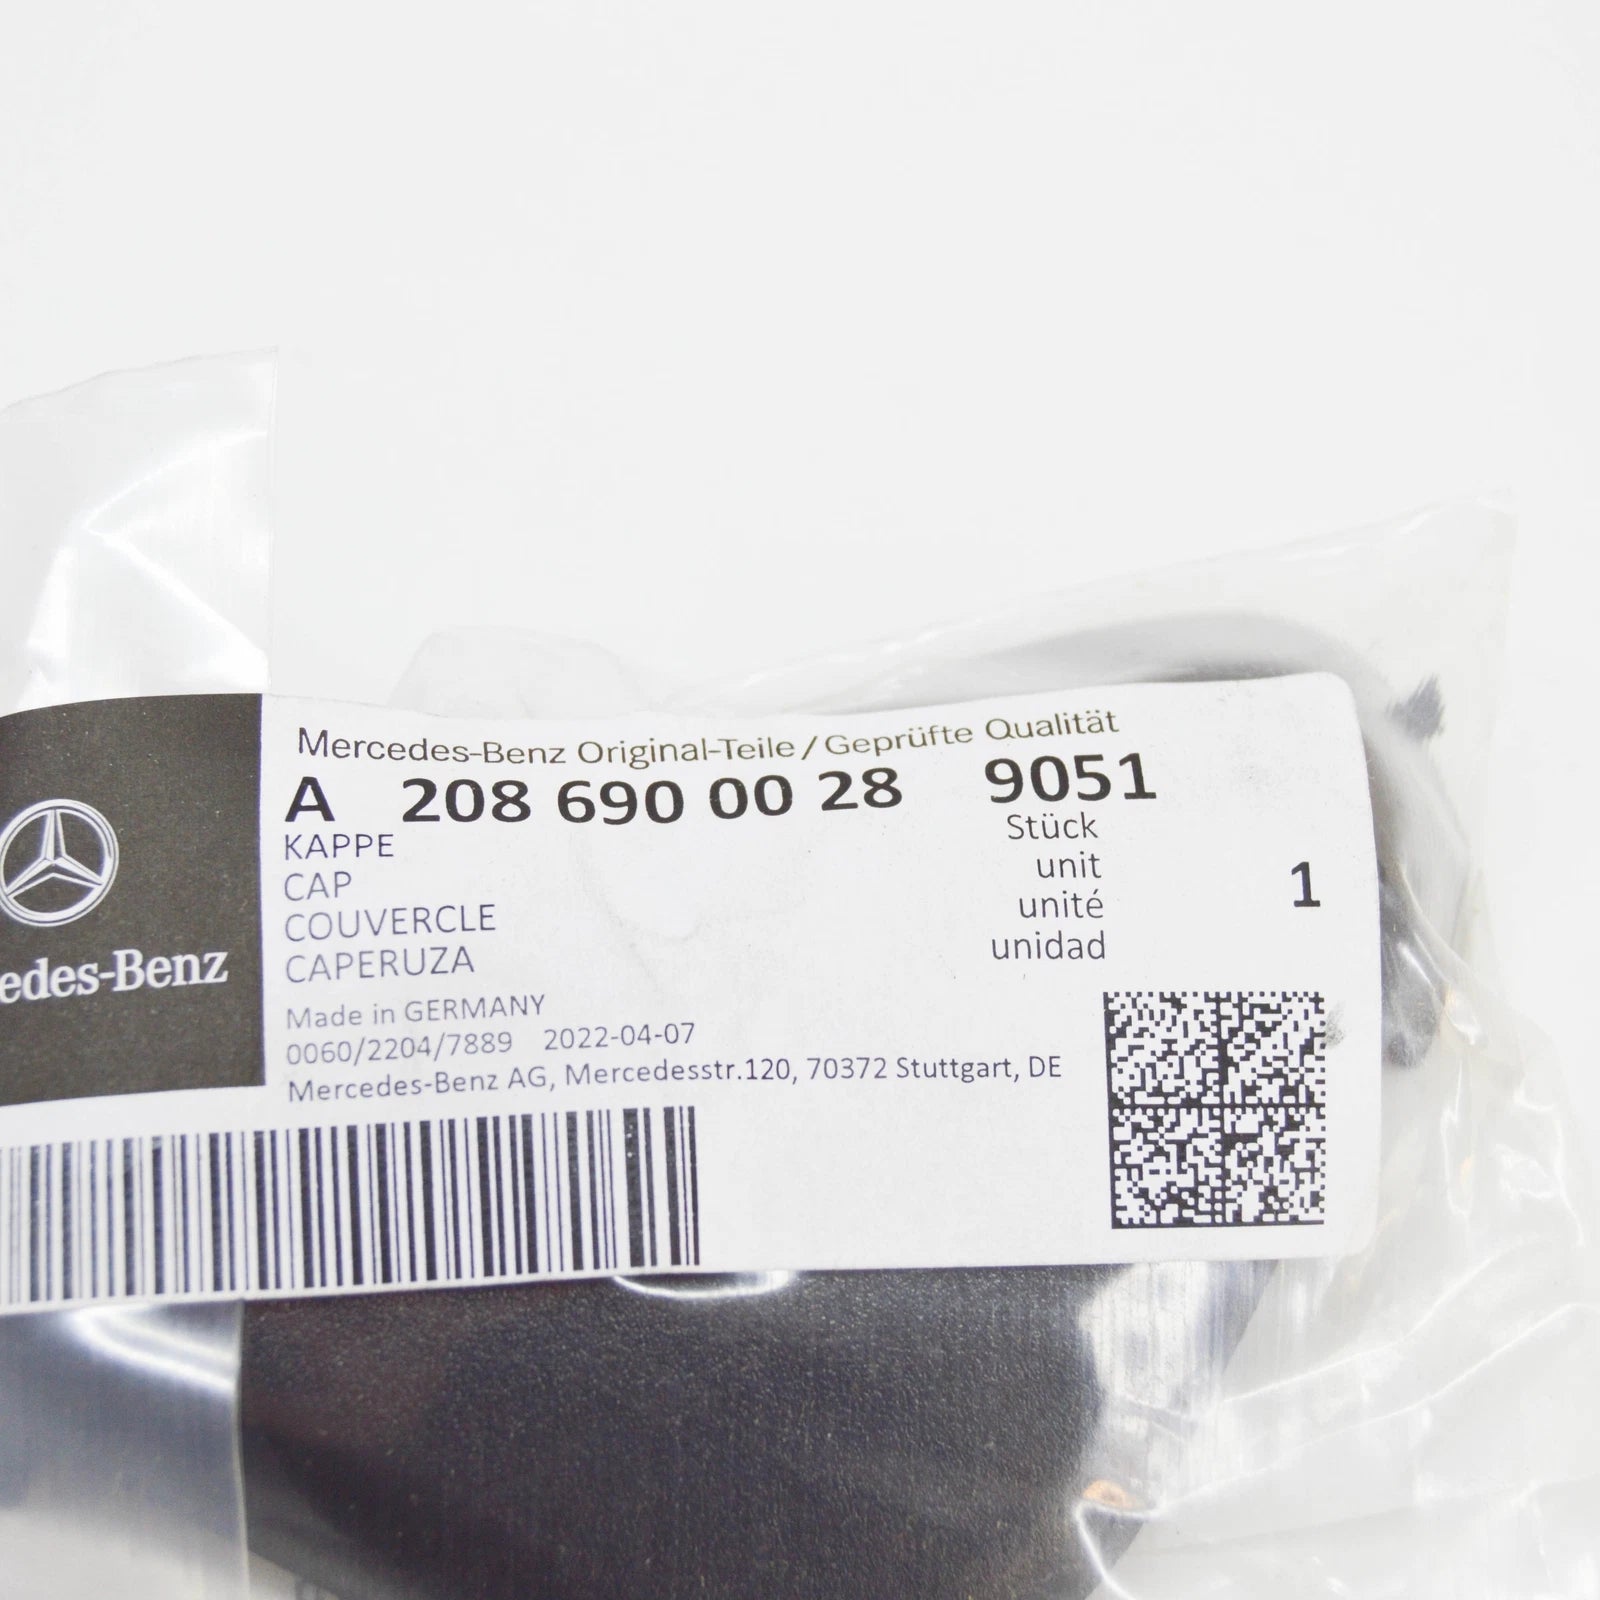 Mercedes-Benz Original-Teile / Geprüfte Qualität
A 208 690 00 28 9051
KAPPE
CAP
COUVERCLE
CAPERUZA
Stück
unit
unité
unidad
1
edes-Benz
Made in GERMANY
0060/2204/7889 2022-04-07
Mercedes-Benz AG, Mercedesstr.120, 70372 Stuttgart, DE